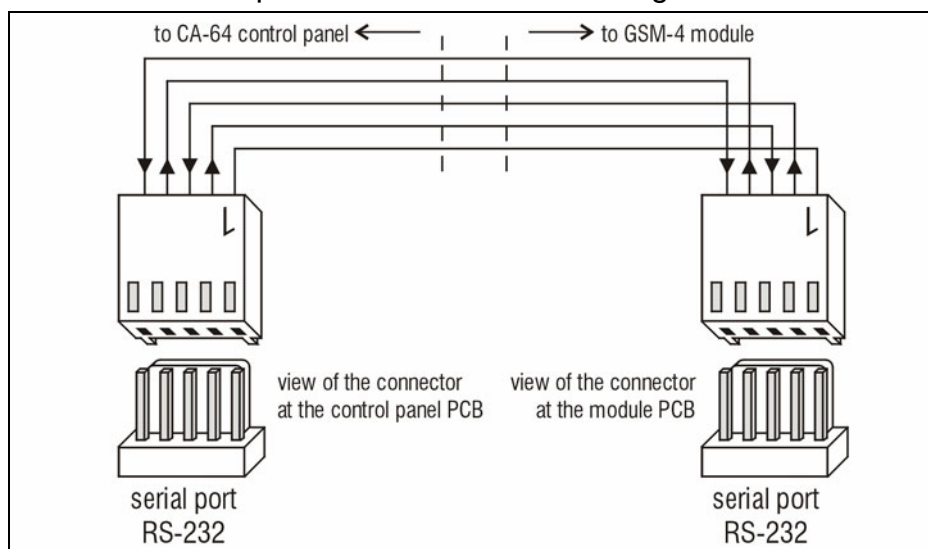 to CA-64 control panel
to GSM-4 module
view of the connector
at the control panel PCB
view of the connector
at the module PCB
serial port
RS-232
serial port
RS-232